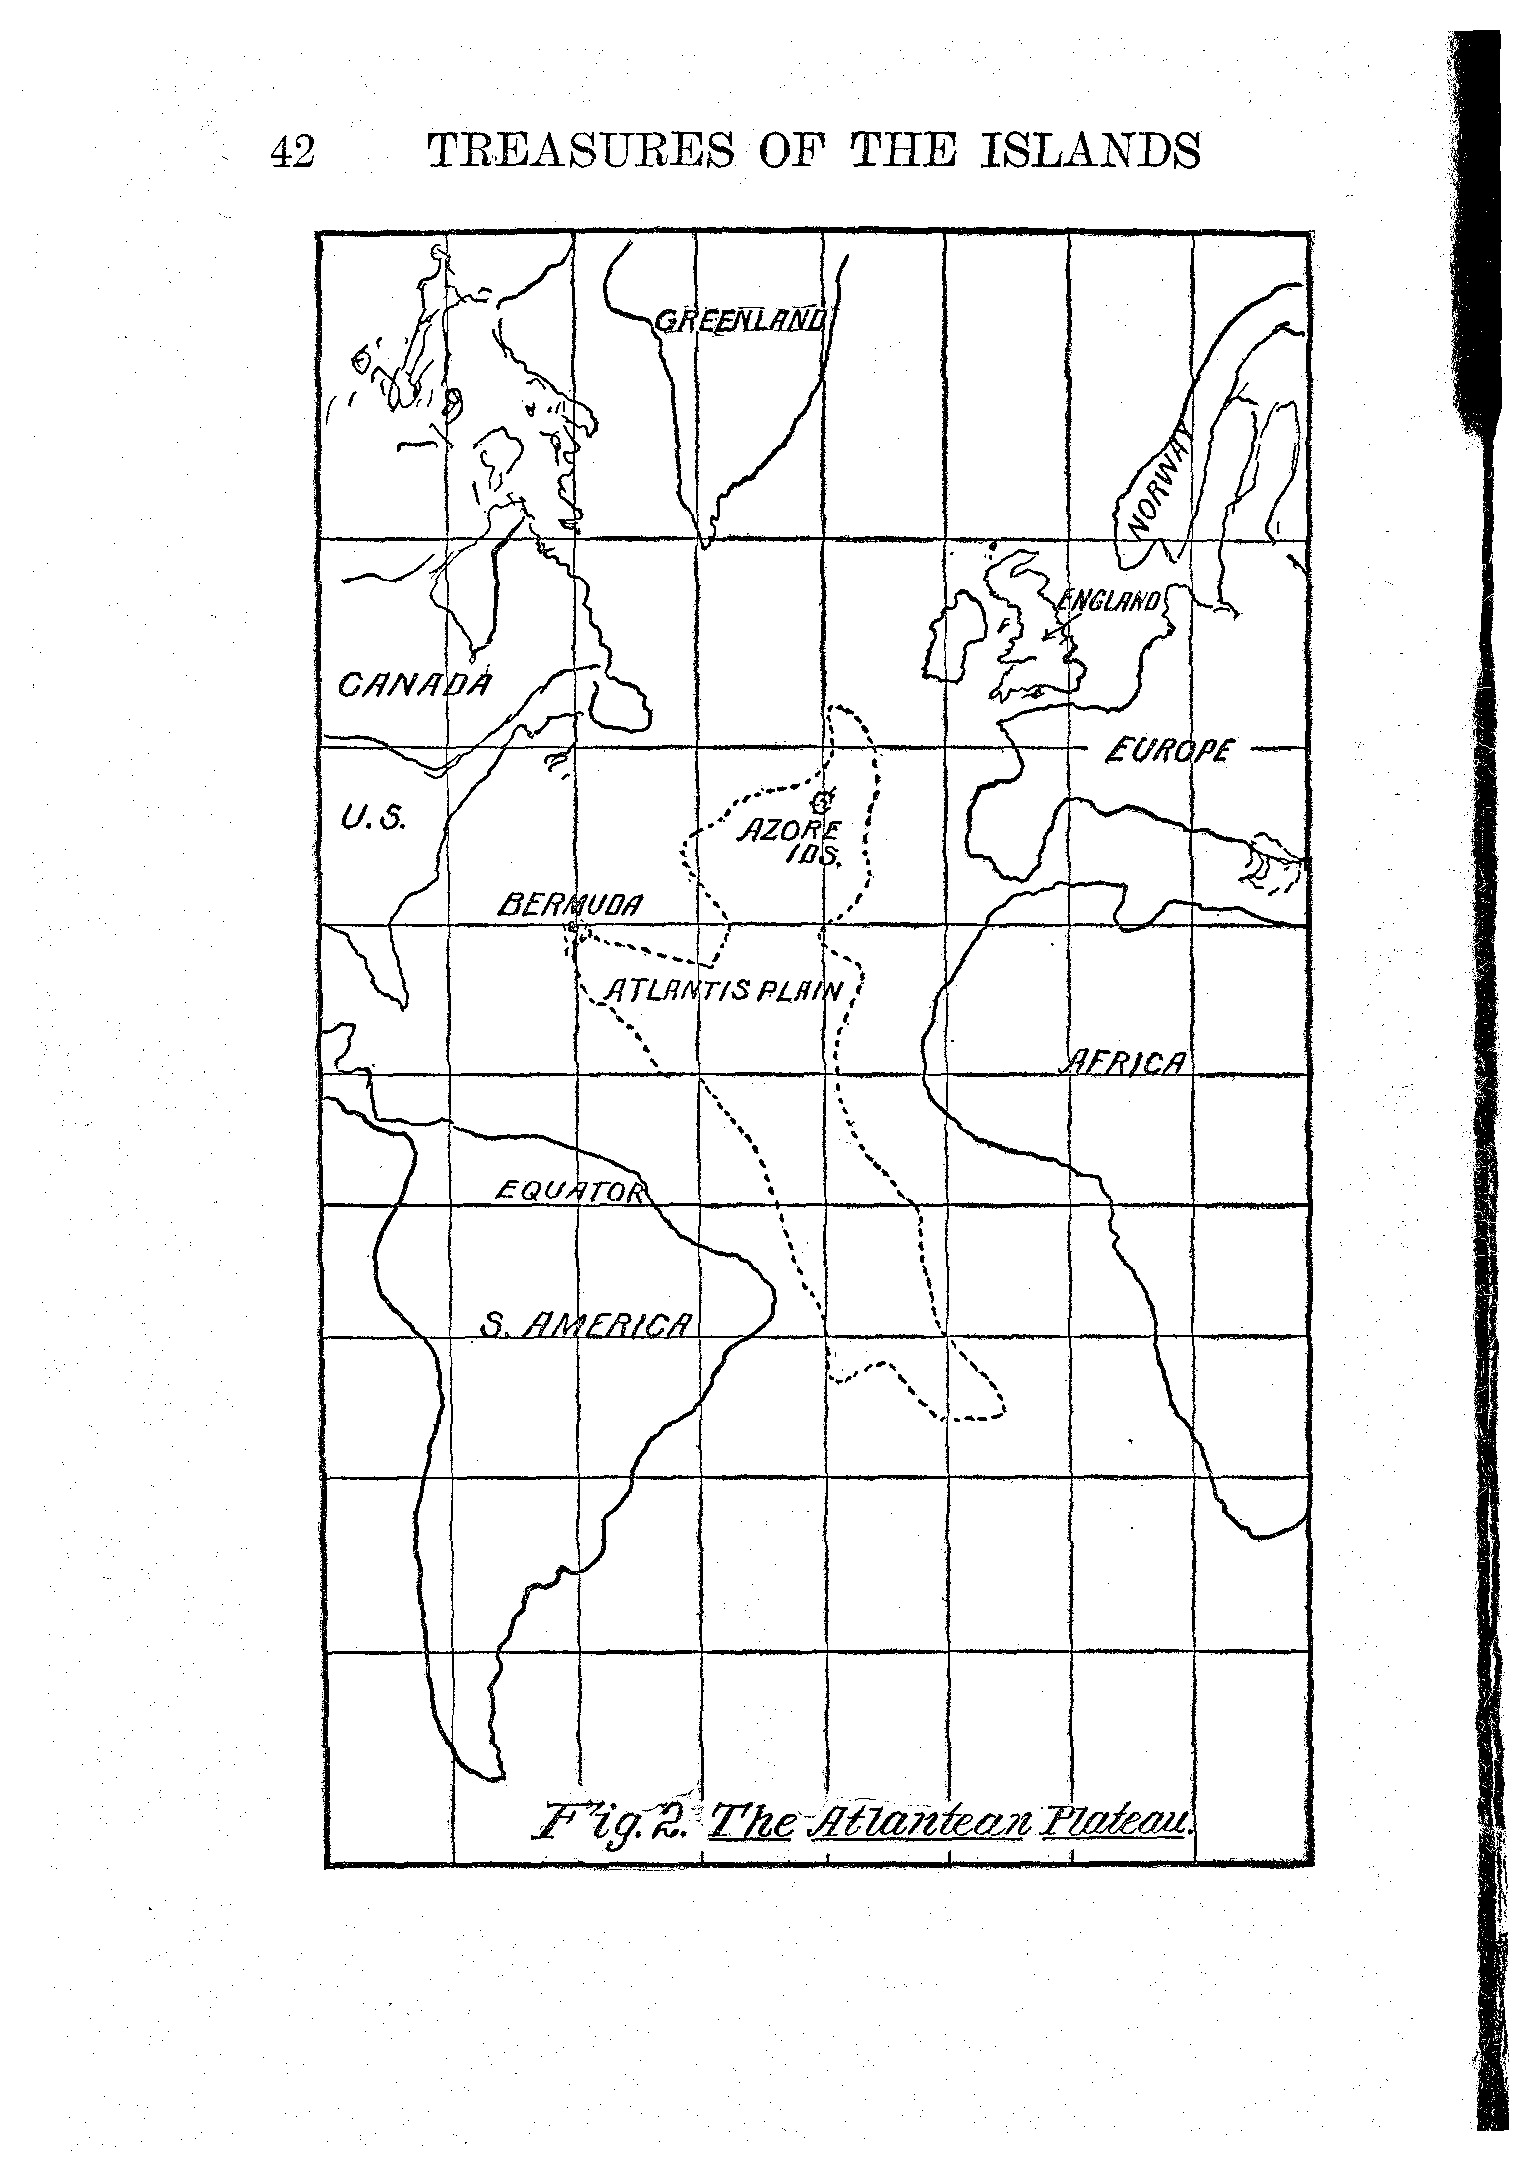 42 TREASURES OF THE ISLANDS
GREENLAND
NORWAY
ENGLAND
CANADA
EUROPE
U.S.
AZORE
IDS.
BERMUDA
ATLANTIS PLAIN
AFRICA
EQUATOR
S. AMERICA
Fig. 2. The Atlantean Plateau.